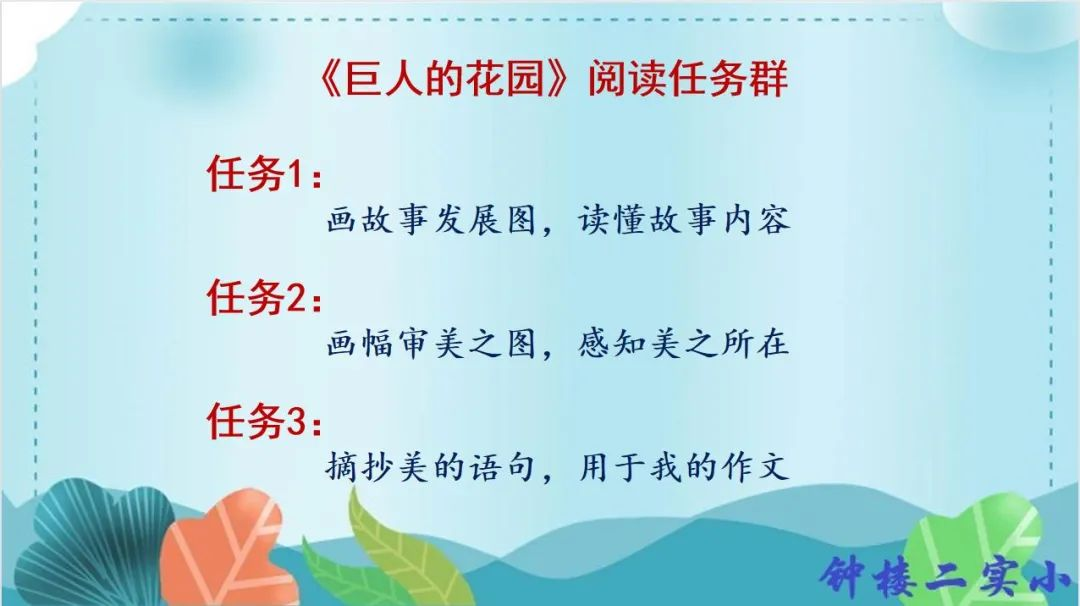 《巨人的花园》阅读任务群
任务1：
画故事发展图，读懂故事内容
任务2：
画幅审美之图，感知美之所在
任务3：
摘抄美的语句，用于我的作文
钟楼二实小